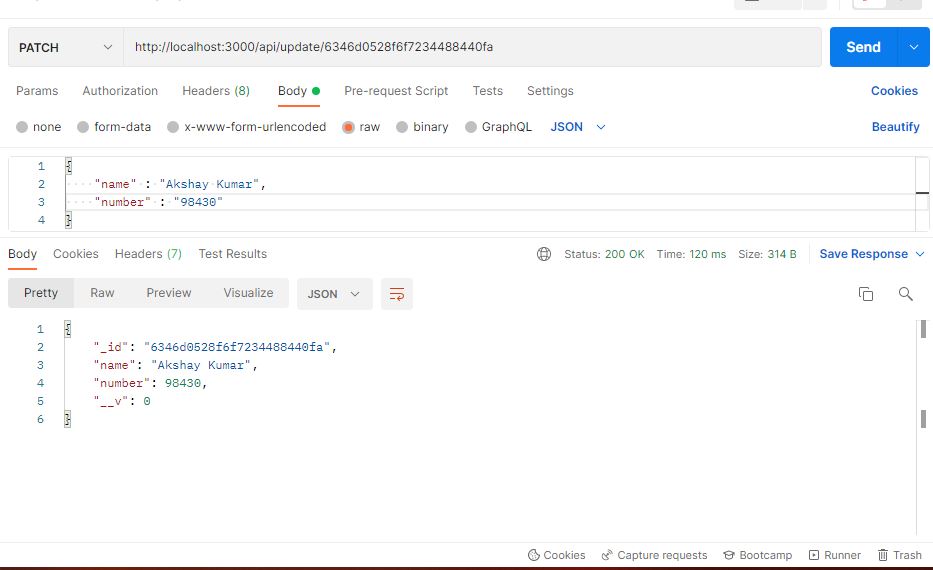 PATCH http://localhost:3000/api/update/6346d0528f6f7234488440fa Send
Params Authorization Headers (8) Body Pre-request Script Tests Settings Cookies
none form-data x-www-form-urlencoded raw binary GraphQL JSON Beautify
1 {
2 "name" : "Akshay Kumar",
3 "number" : "98430"
4 }
Body Cookies Headers (7) Test Results Status: 200 OK Time: 120 ms Size: 314 B Save Response
Pretty Raw Preview Visualize JSON
1 {
2 "_id": "6346d0528f6f7234488440fa",
3 "name": "Akshay Kumar",
4 "number": 98430,
5 "__v": 0
6 }
Cookies Capture requests Bootcamp Runner Trash